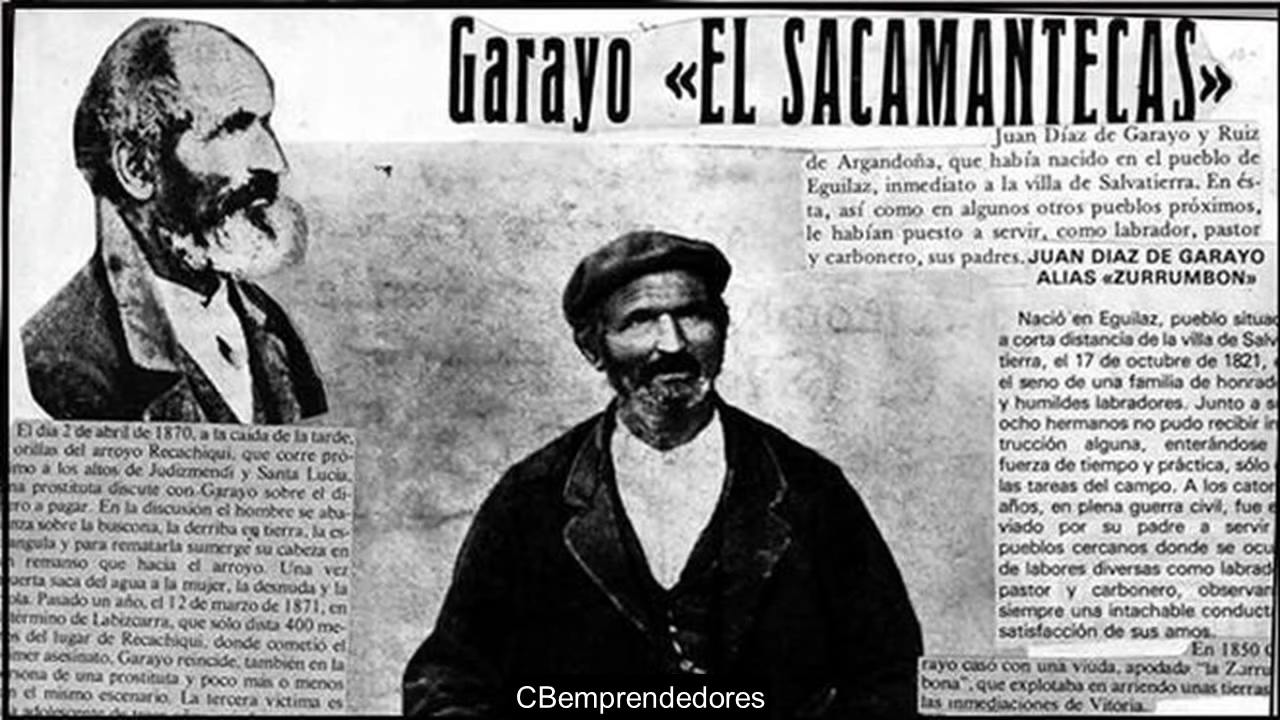 Garayo «EL SACAMANTECAS»
Juan Díaz de Garayo y Ruiz
de Argandoña, que había nacido en el pueblo de
Eguilaz, inmediato a la villa de Salvatierra. En és-
ta, así como en algunos otros pueblos próximos,
le habían puesto a servir, como labrador, pastor
y carbonero, sus padres.
JUAN DIAZ DE GARAYO
ALIAS «ZURRUMBON»
Nació en Eguilaz, pueblo situa
a corta distancia de la villa de Salv
tierra, el 17 de octubre de 1821,
el seno de una familia de honrad
y humildes labradores. Junto a s
ocho hermanos no pudo recibir in
trucción alguna, enterándose
fuerza de tiempo y práctica, sólo
las tareas del campo. A los cator
años, en plena guerra civil, fue e
viado por su padre a servir
pueblos cercanos donde se ocu
de labores diversas como labrad
pastor y carbonero, observan
siempre una intachable conduct
satisfacción de sus amos.
En 1850 G
rayo casó con una viuda, apodada "la Zurru
bona", que explotaba en arriendo unas tierras
las inmediaciones de Vitoria.
El día 2 de abril de 1870, a la caída de la tarde,
orillas del arroyo Recachiqui, que corre pró-
imo a los altos de Judizmendi y Santa Lucía,
na prostituta discute con Garayo sobre el di-
ero a pagar. En la discusión el hombre se aba-
nza sobre la buscona, la derriba en tierra, la es-
angula y para rematarla sumerge su cabeza en
n remanso que hacía el arroyo. Una vez
uerta saca del agua a la mujer, la desnuda y la
ola. Pasado un año, el 12 de marzo de 1871, en
término de Labizcarra, que sólo dista 400 me-
os del lugar de Recachiqui, donde cometió el
imer asesinato, Garayo reincide, también en la
rsona de una prostituta y poco más o menos
n el mismo escenario. La tercera víctima es
CBemprendedores